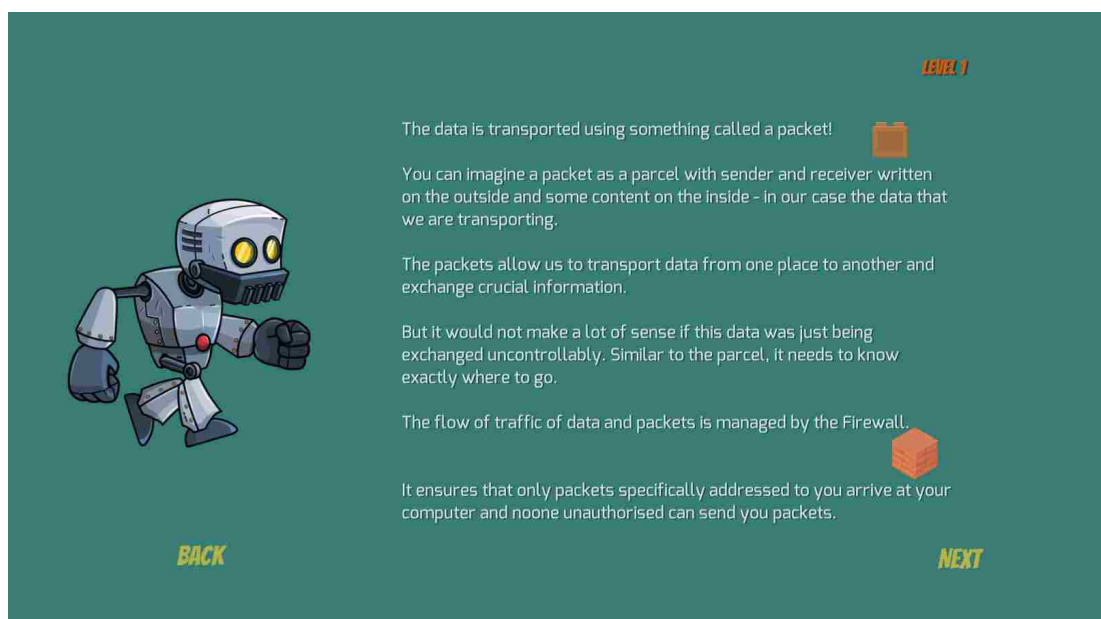 LEVEL 1
The data is transported using something called a packet!
You can imagine a packet as a parcel with sender and receiver written
on the outside and some content on the inside - in our case the data that
we are transporting.
The packets allow us to transport data from one place to another and
exchange crucial information.
But it would not make a lot of sense if this data was just being
exchanged uncontrollably. Similar to the parcel, it needs to know
exactly where to go.
The flow of traffic of data and packets is managed by the Firewall.
It ensures that only packets specifically addressed to you arrive at your
computer and noone unauthorised can send you packets.
BACK
NEXT